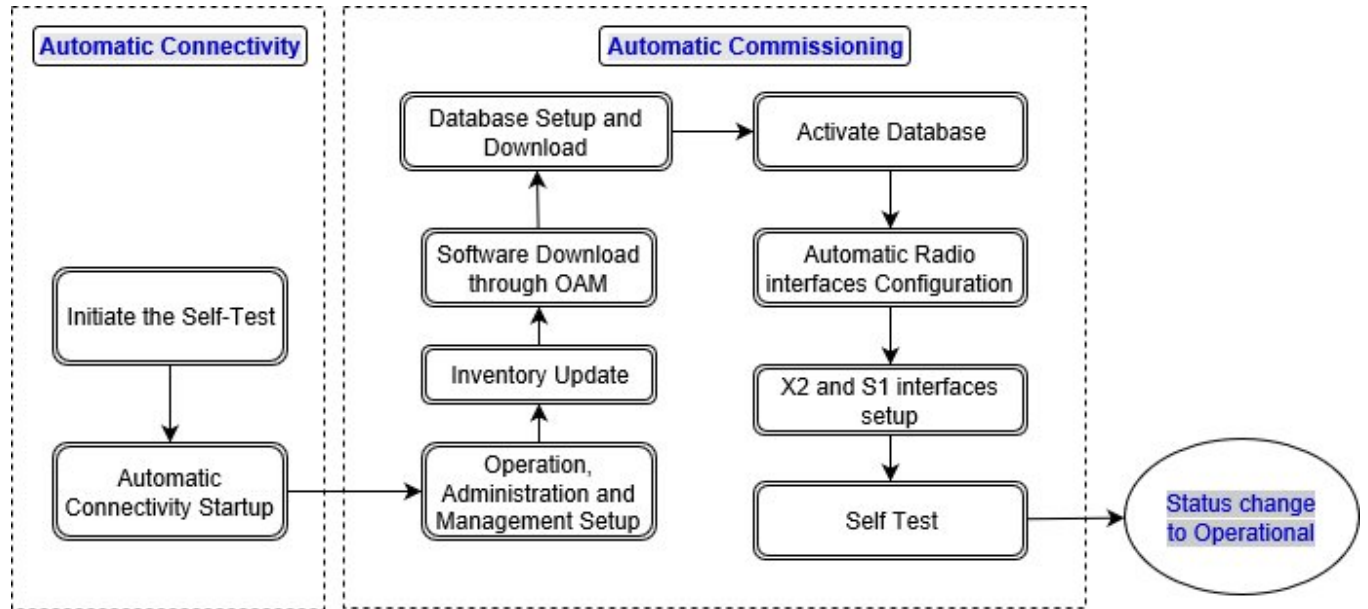 Automatic Connectivity
Initiate the Self-Test
Automatic
Connectivity Startup
Automatic Commissioning
Operation,
Administration and
Management Setup
Inventory Update
Software Download
through OAM
Database Setup and
Download
Activate Database
Automatic Radio
interfaces Configuration
X2 and S1 interfaces
setup
Self Test
Status change
to Operational